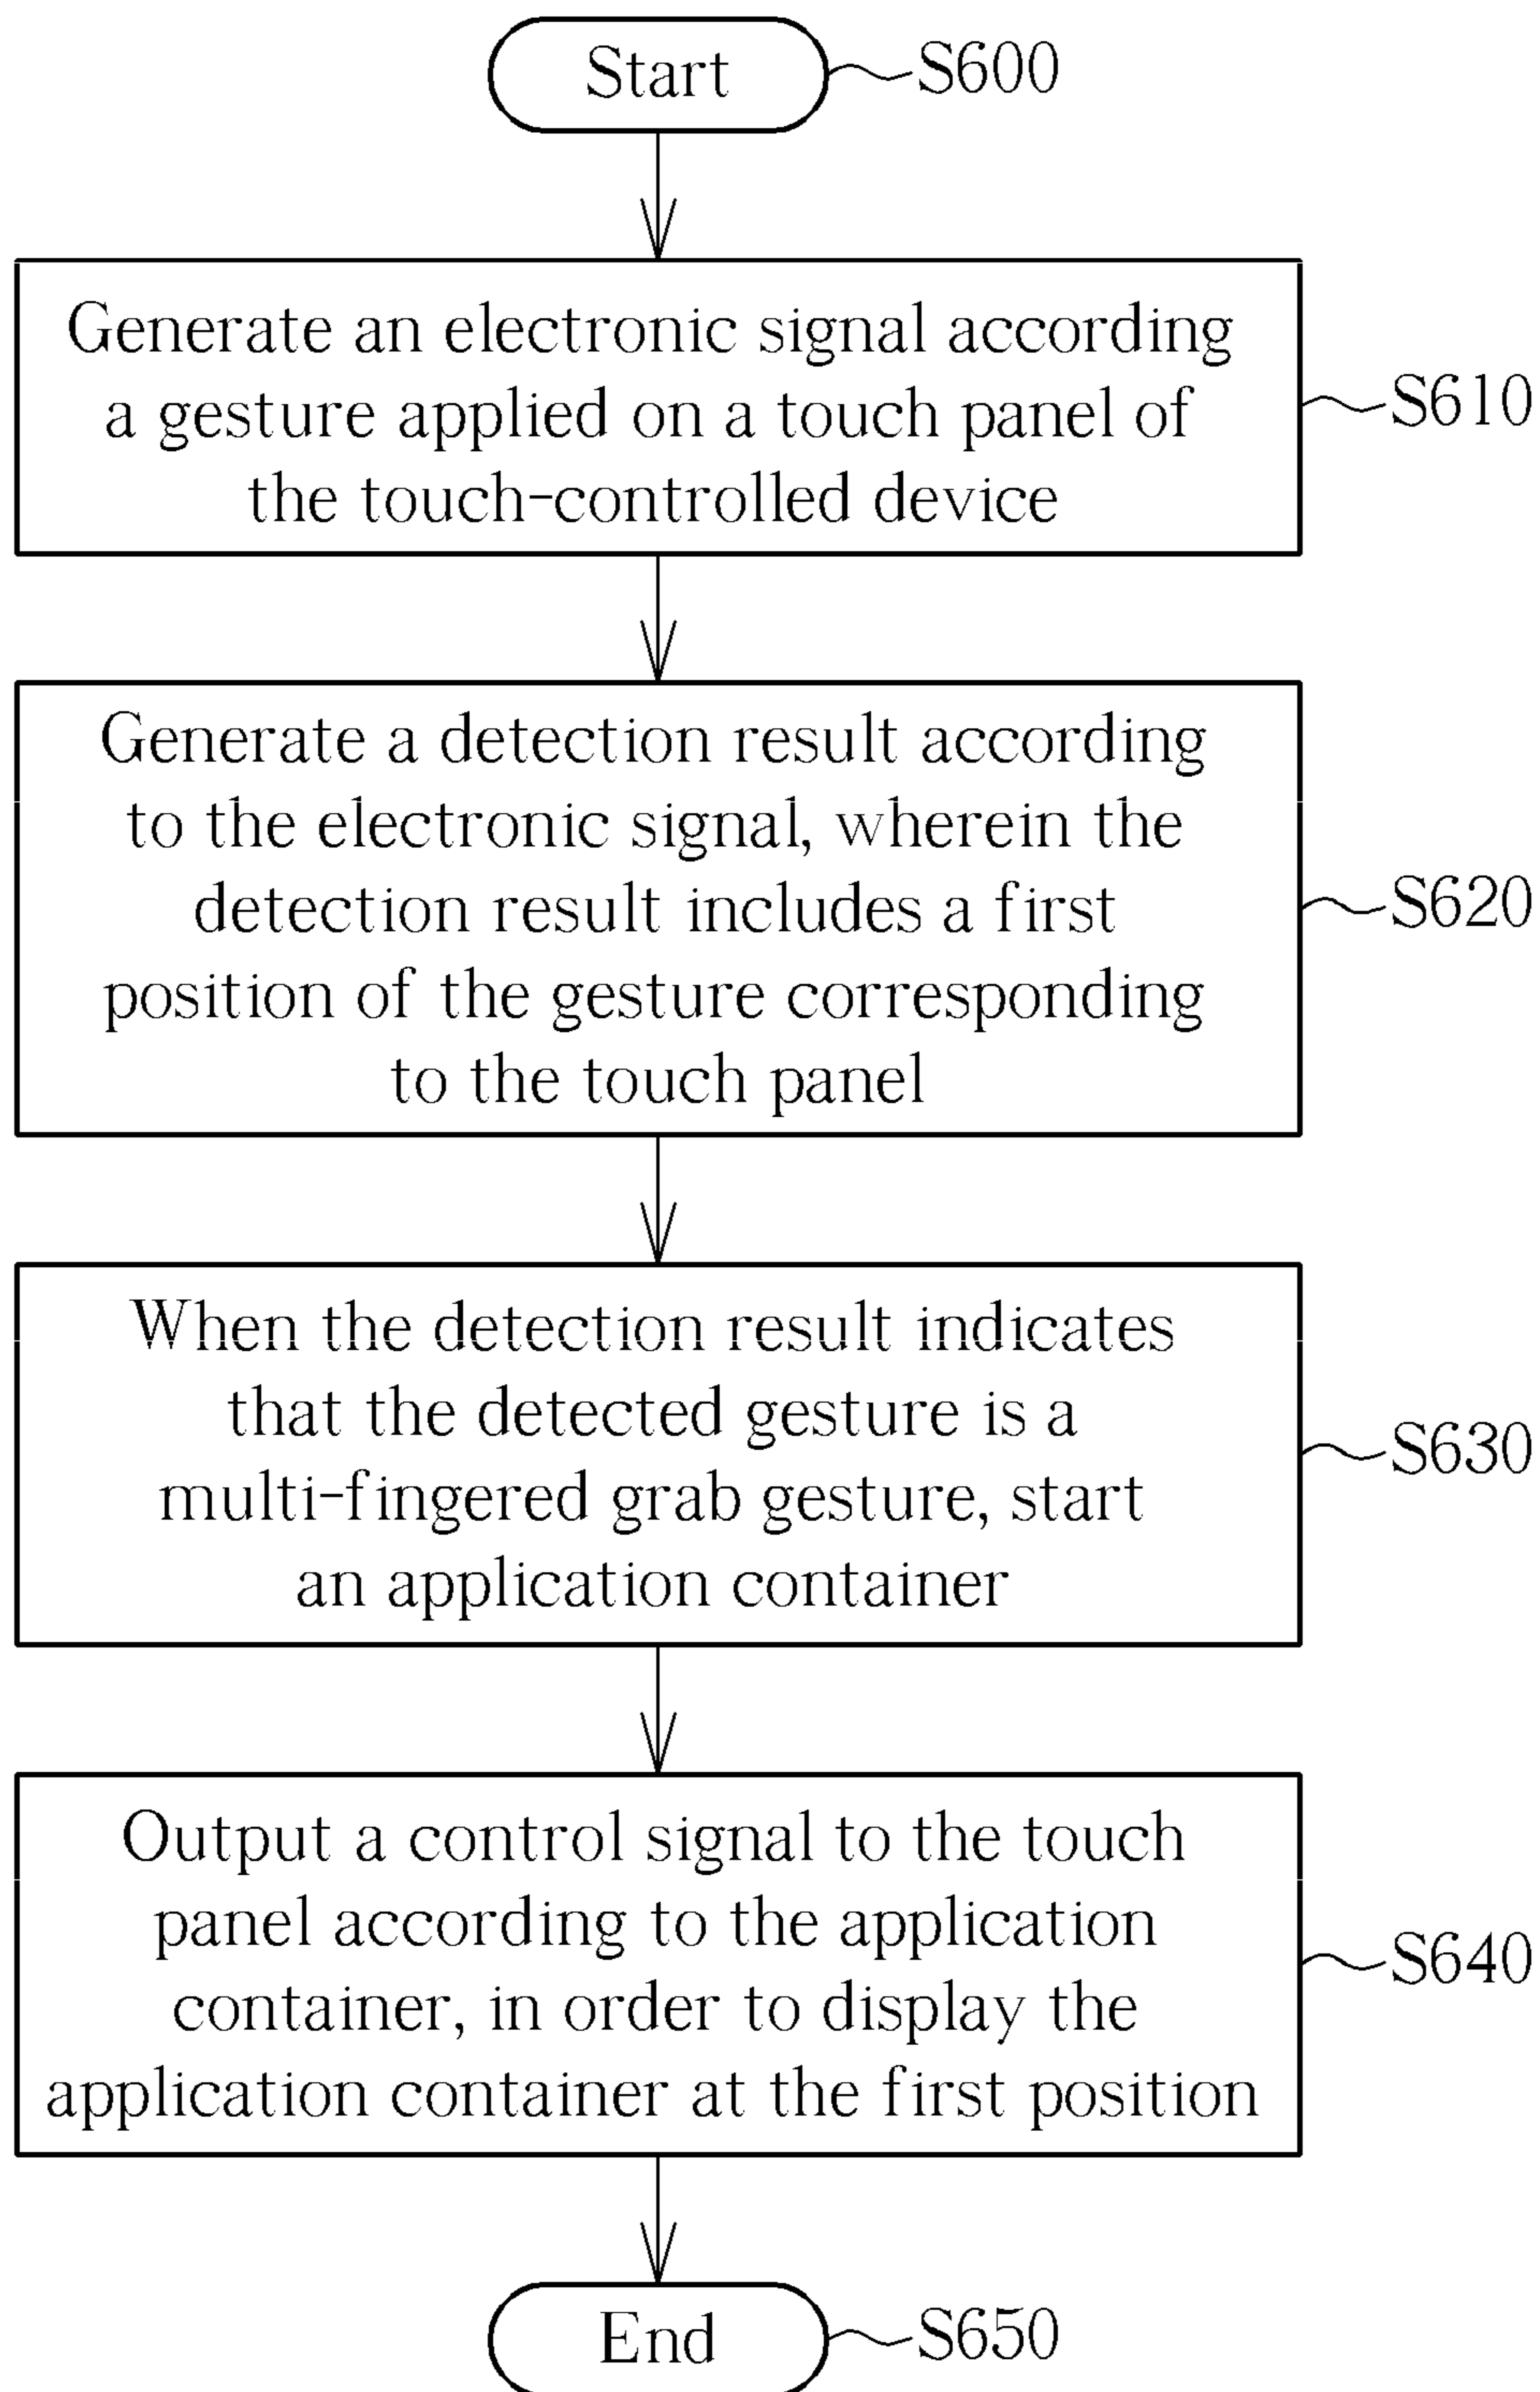 Start
S600
Generate an electronic signal according
a gesture applied on a touch panel of
the touch-controlled device
S610
Generate a detection result according
to the electronic signal, wherein the
detection result includes a first
position of the gesture corresponding
to the touch panel
S620
When the detection result indicates
that the detected gesture is a
multi-fingered grab gesture, start
an application container
S630
Output a control signal to the touch
panel according to the application
container, in order to display the
application container at the first position
S640
End
S650